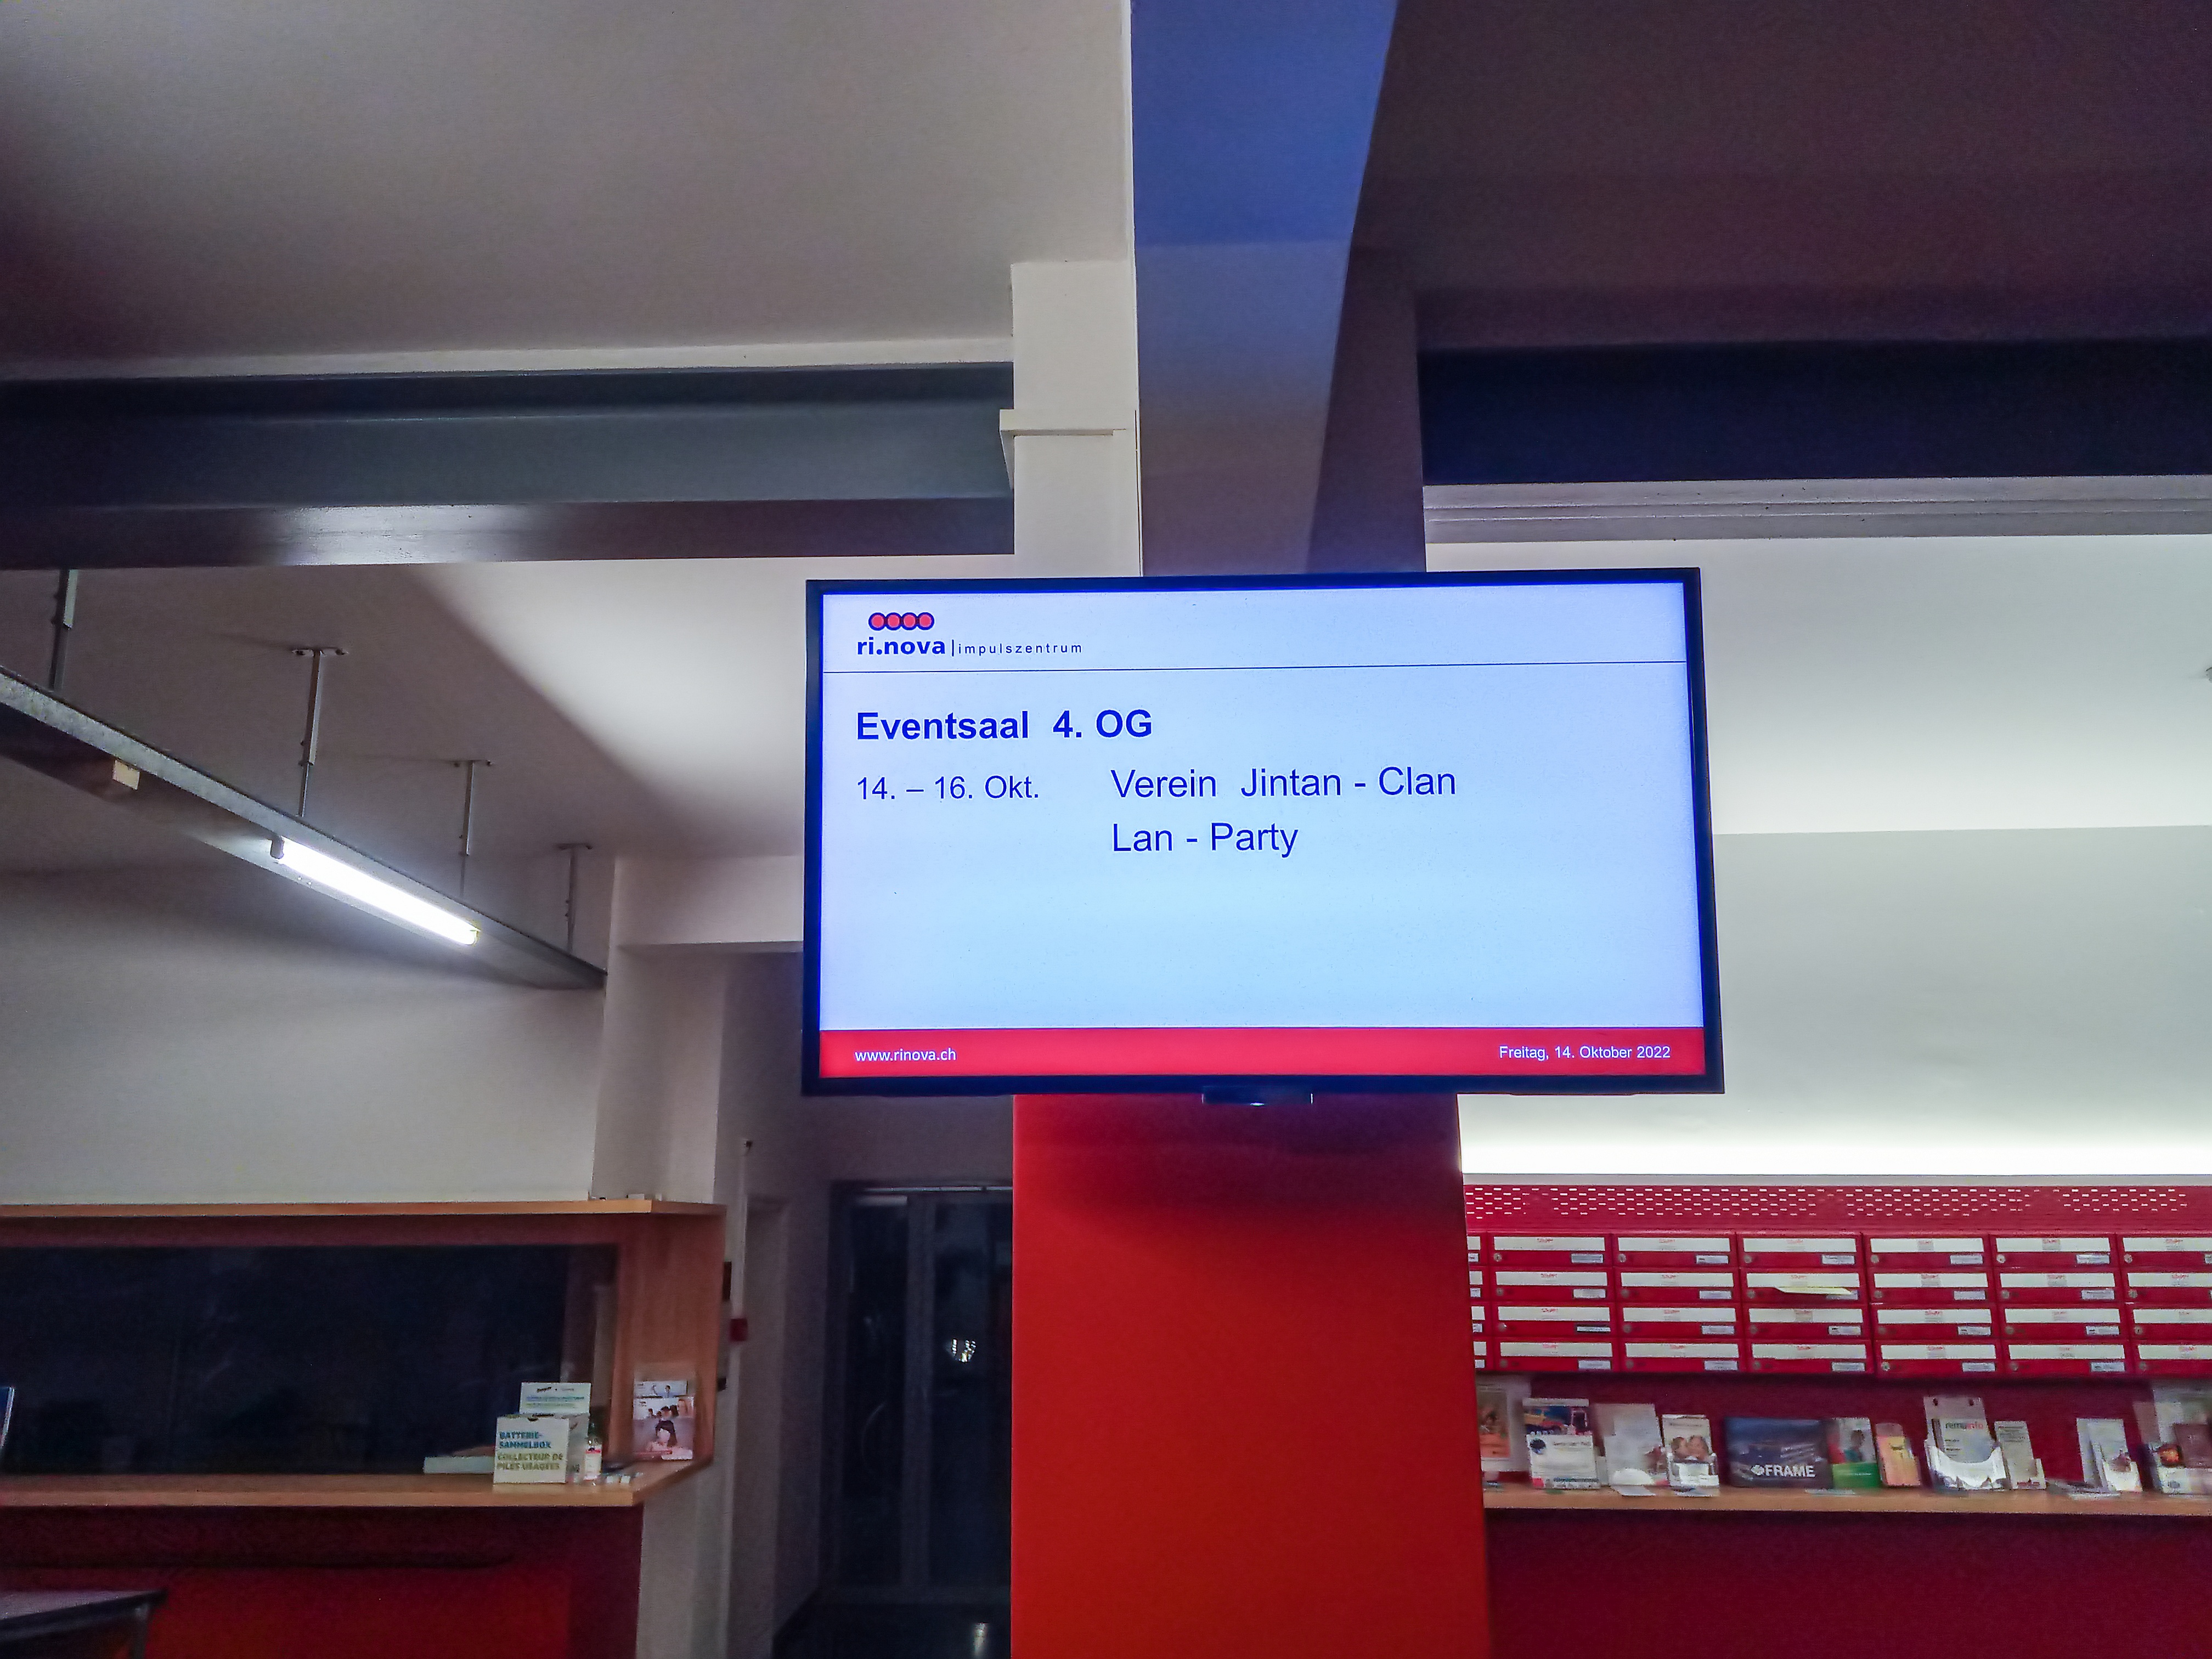 ri.nova | impulszentrum
Eventsaal 4. OG
14. – 16. Okt. Verein Jintan - Clan
Lan - Party
www.rinova.ch Freitag, 14. Oktober 2022
BATTERIE-
SAMMELBOX
COLLECTEUR DE
PILES USAGÉES
FRAME